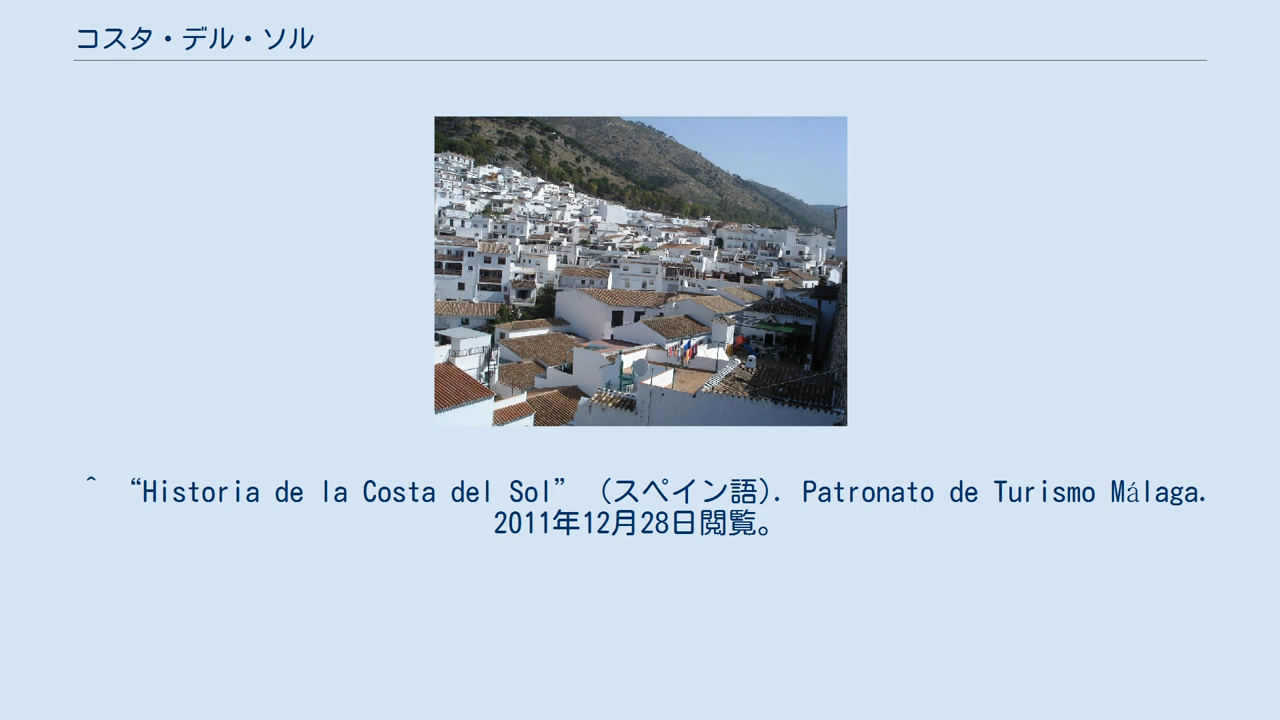 コスタ・デル・ソル
^ “Historia de la Costa del Sol” (スペイン語). Patronato de Turismo Málaga.
2011年12月28日閲覧。